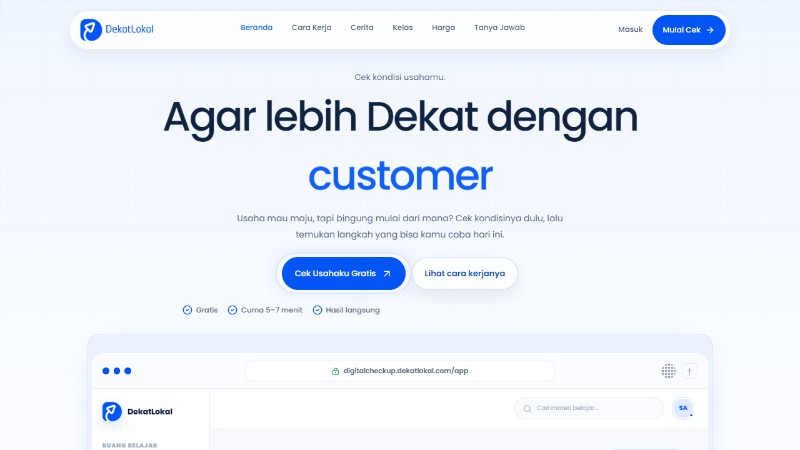 DekatLokal
Beranda
Cara Kerja
Cerita
Kelas
Harga
Tanya Jawab
Masuk
Mulai Cek
Cek kondisi usahamu.
Agar lebih Dekat dengan
customer
Usaha mau maju, tapi bingung mulai dari mana? Cek kondisinya dulu, lalu
temukan langkah yang bisa kamu coba hari ini.
Cek Usahaku Gratis
Lihat cara kerjanya
Gratis
Cuma 5–7 menit
Hasil langsung
digitalcheckup.dekatlokal.com/app
DekatLokal
Cari materi belajar...
SA
RUANG BELAJAR